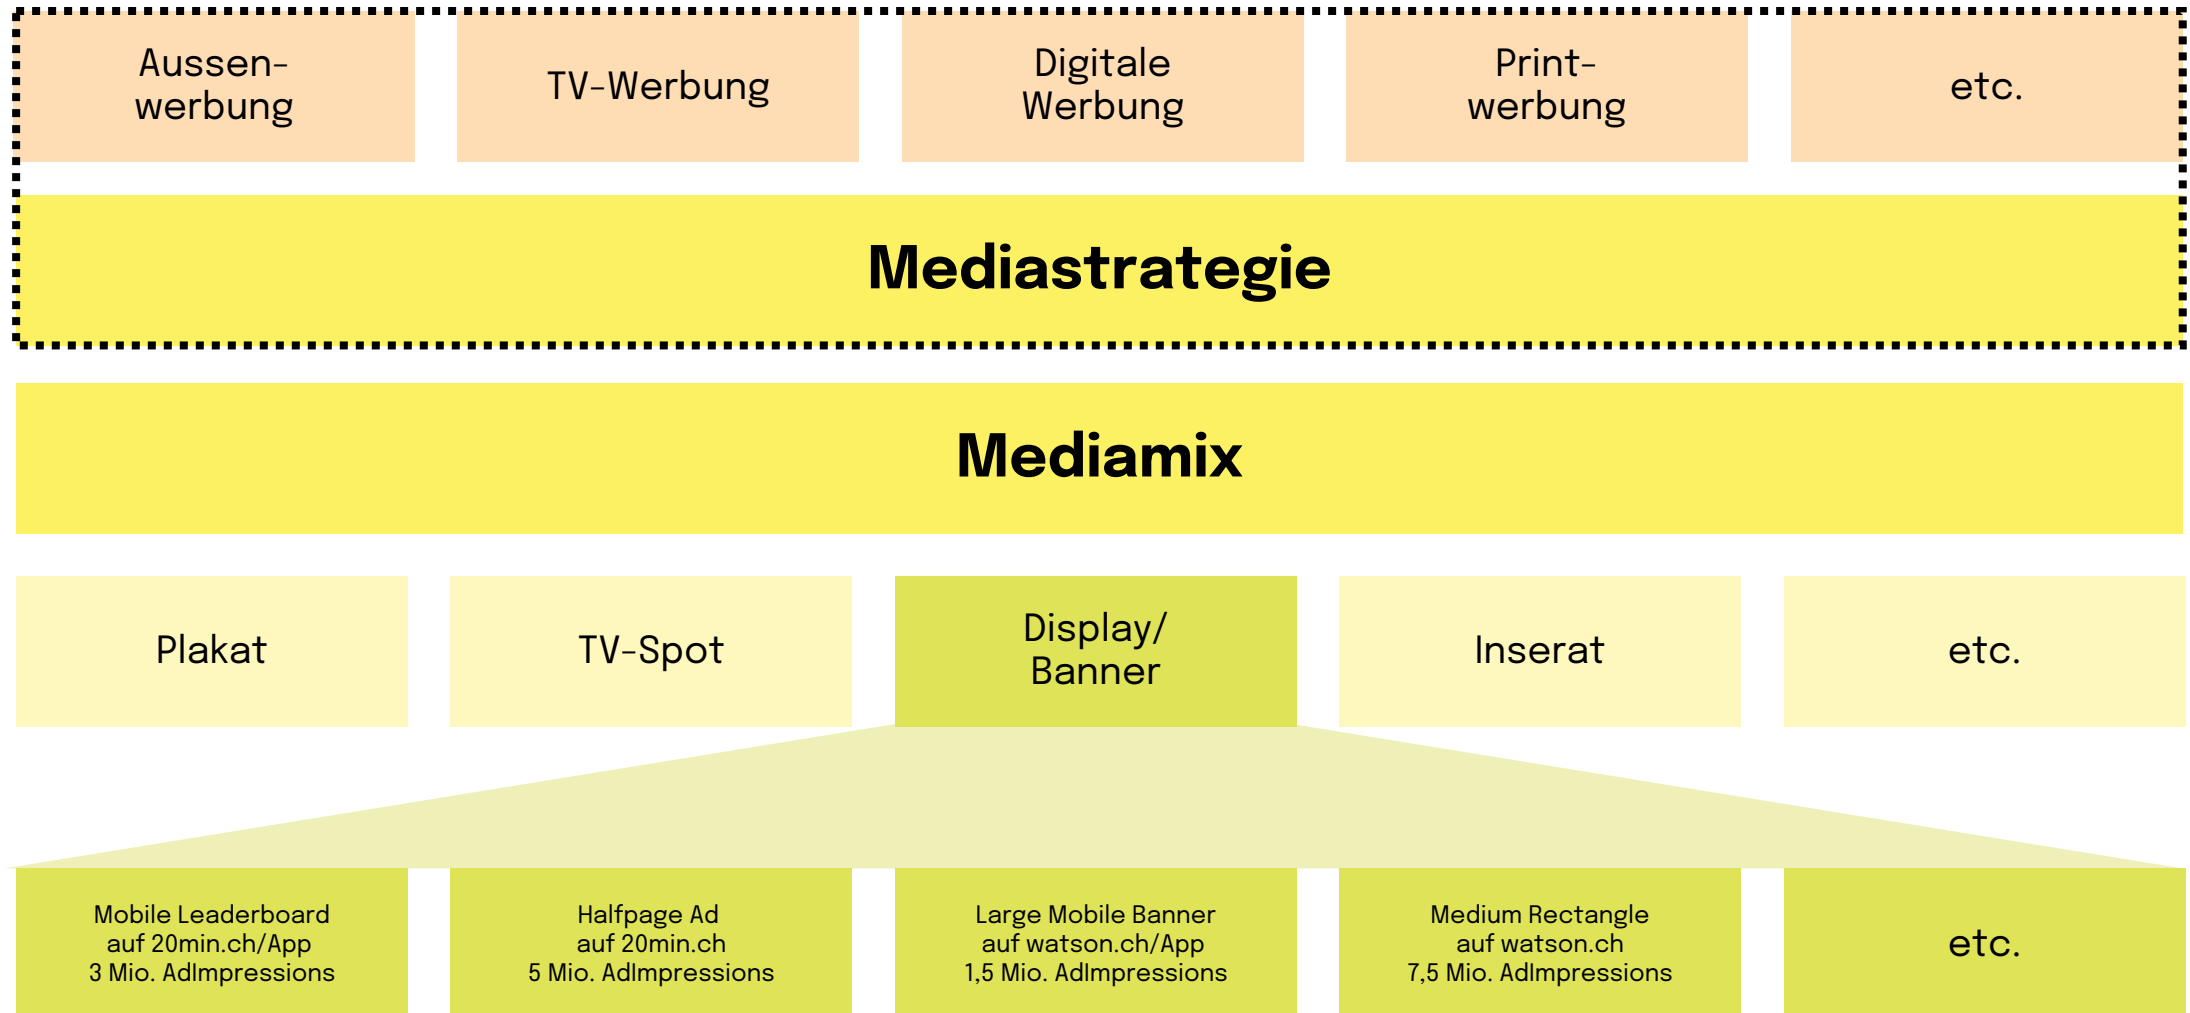 Aussen-
werbung
TV-Werbung
Digitale
Werbung
Print-
werbung
etc.
Mediastrategie
Mediamix
Plakat
TV-Spot
Display/
Banner
Inserat
etc.
Mobile Leaderboard
auf 20min.ch/App
3 Mio. AdImpressions
Halfpage Ad
auf 20min.ch
5 Mio. AdImpressions
Large Mobile Banner
auf watson.ch/App
1,5 Mio. AdImpressions
Medium Rectangle
auf watson.ch
7,5 Mio. AdImpressions
etc.